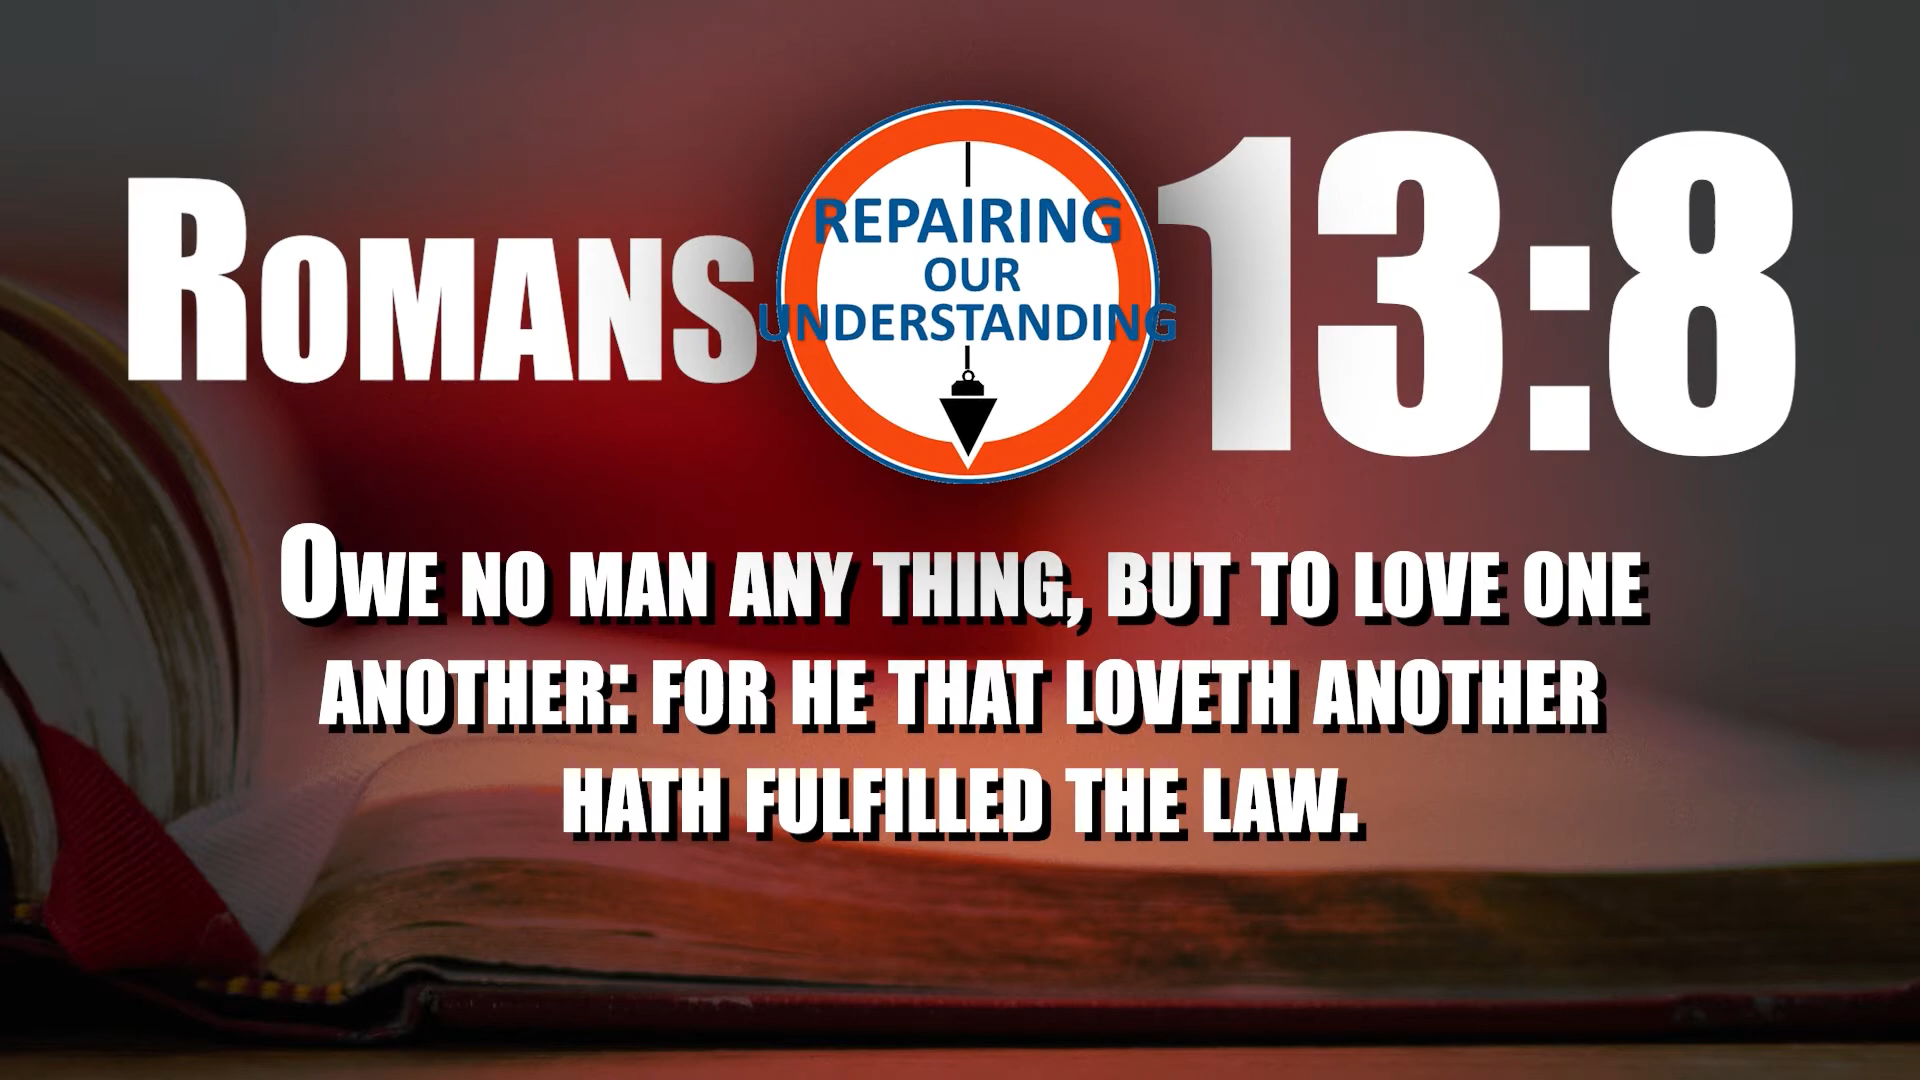 Romans 13:8
REPAIRING
OUR
UNDERSTANDING
Owe no man any thing, but to love one
another: for he that loveth another
hath fulfilled the law.